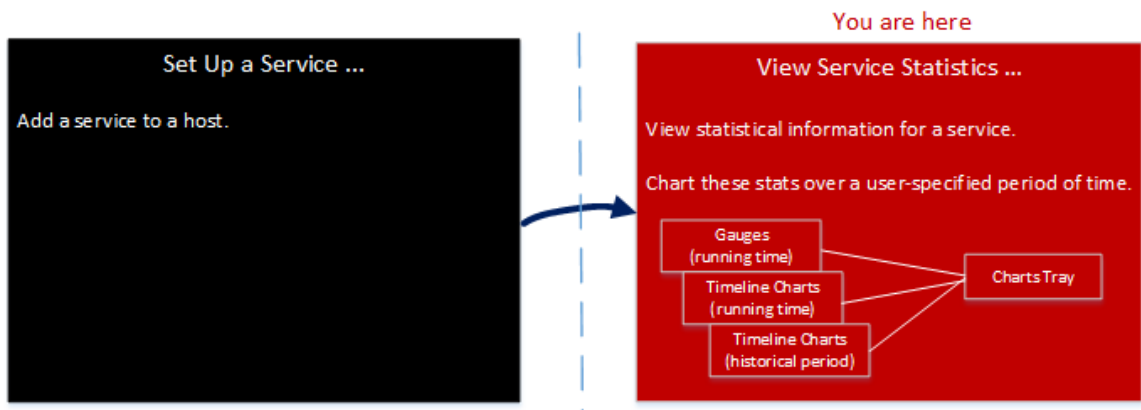 You are here
Set Up a Service ...
Add a service to a host.
View Service Statistics ...
View statistical information for a service.
Chart these stats over a user-specified period of time.
Gauges
(running time)
Timeline Charts
(running time)
Timeline Charts
(historical period)
Charts Tray